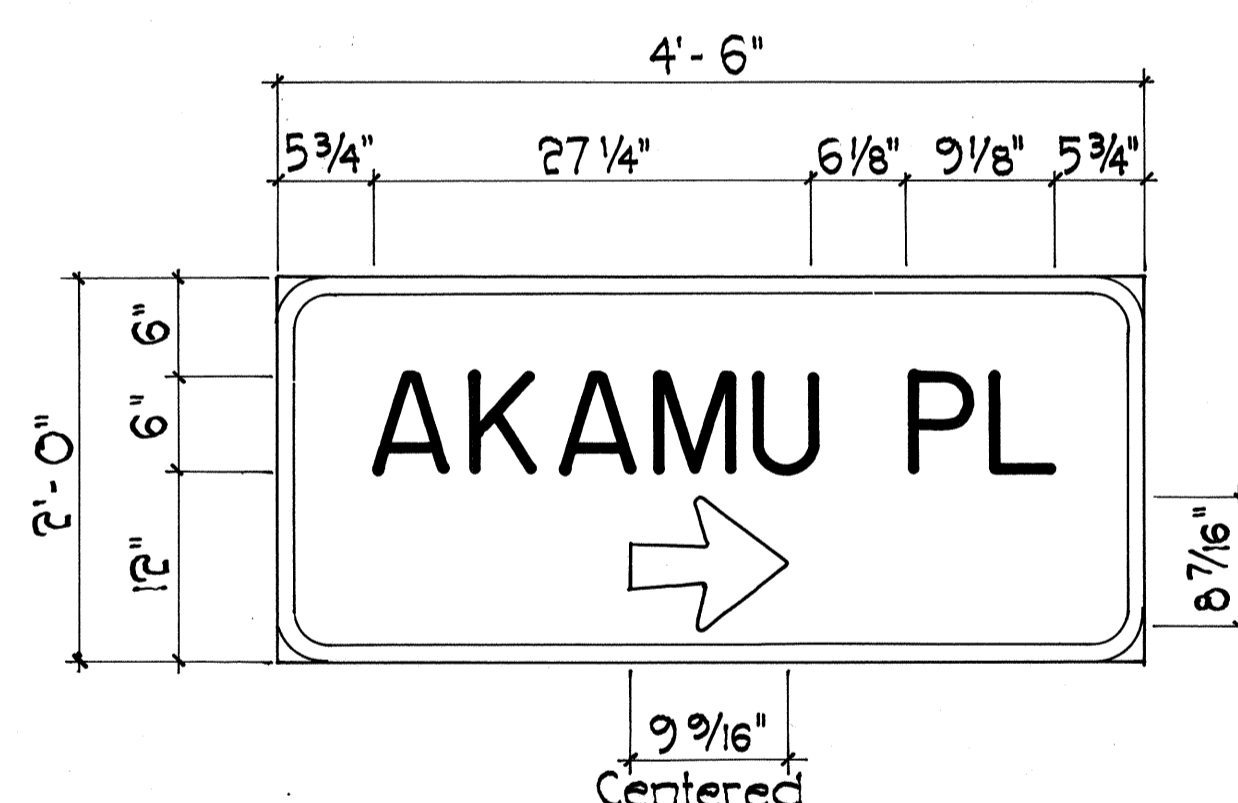 4'- 6"
5 3/4" 27 1/4" 6 1/8" 9 1/8" 5 3/4"
2'- 0"
6"
6"
12"
AKAMU PL
8 7/16"
9 9/16"
Centered